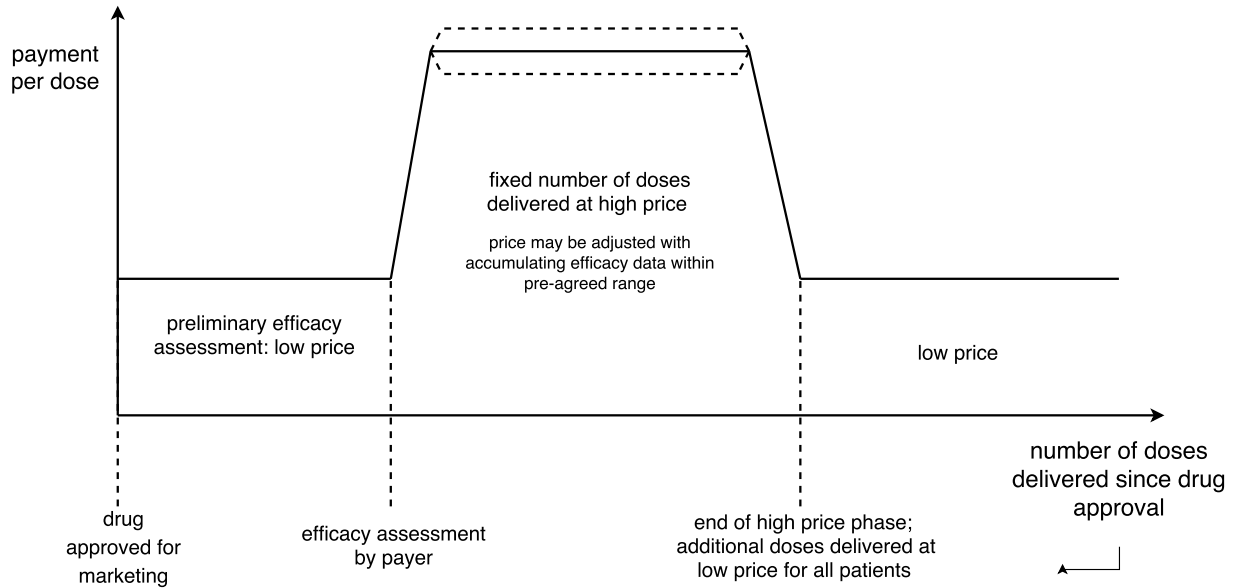 payment
per dose
fixed number of doses
delivered at high price
price may be adjusted with
accumulating efficacy data within
pre-agreed range
preliminary efficacy
assessment: low price
low price
number of doses
delivered since drug
approval
drug
approved for
marketing
efficacy assessment
by payer
end of high price phase;
additional doses delivered at
low price for all patients